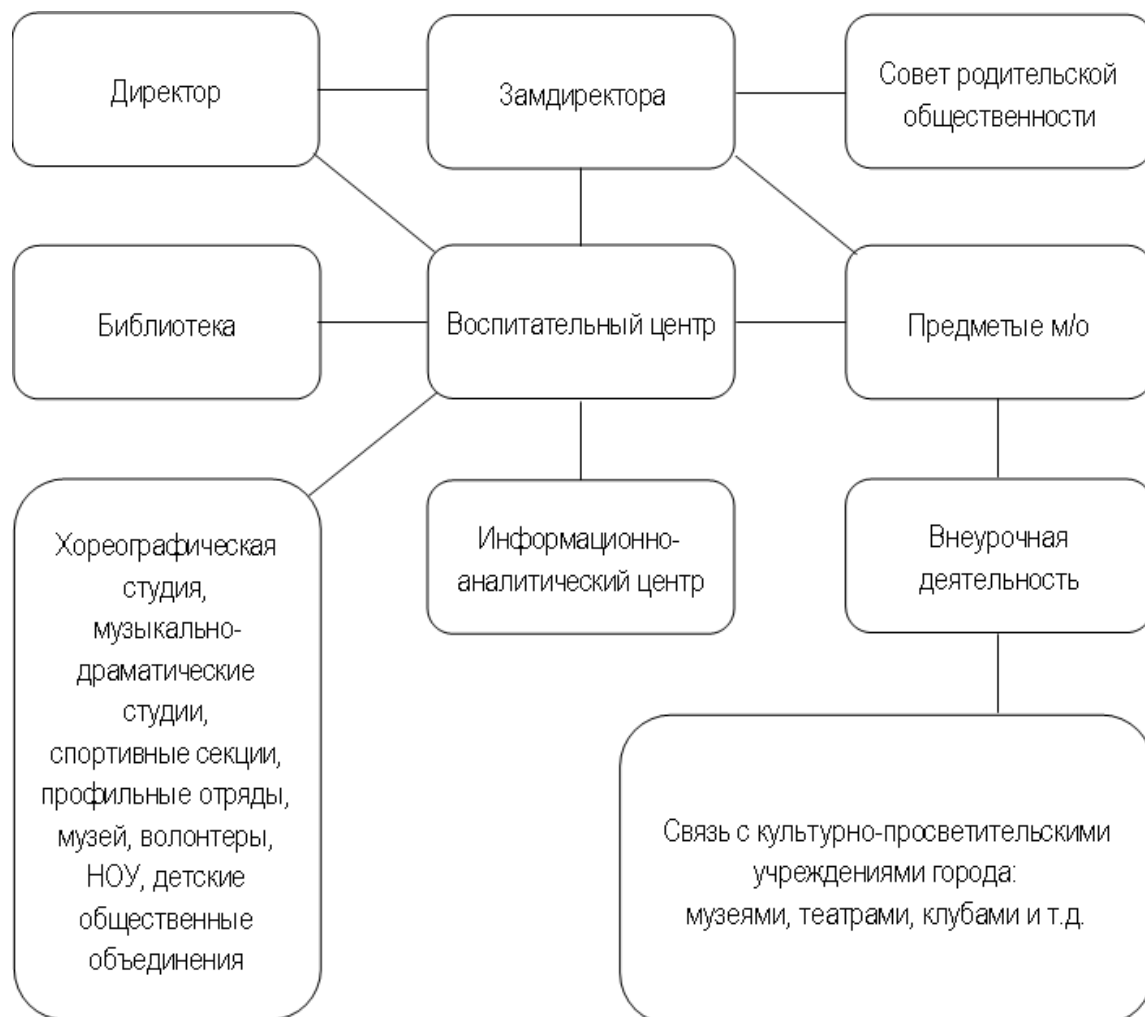 Директор
Замдиректора
Совет родительской
общественности
Библиотека
Воспитательный центр
Предметые м/о
Хореографическая
студия,
музыкально-
драматические
студии,
спортивные секции,
профильные отряды,
музей, волонтеры,
НОУ, детские
общественные
объединения
Информационно-
аналитический центр
Внеурочная
деятельность
Связь с культурно-просветительскими
учреждениями города:
музеями, театрами, клубами и т.д.